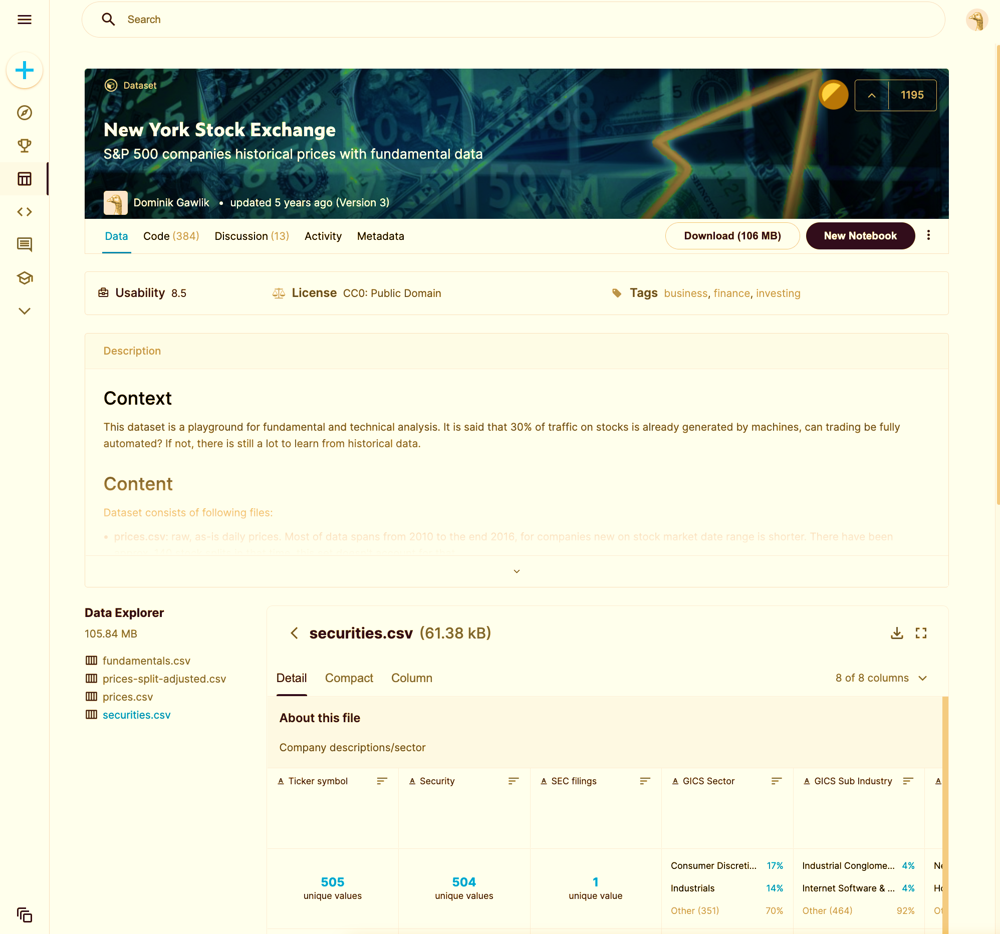 Search
Dataset
1195
New York Stock Exchange
S&P 500 companies historical prices with fundamental data
Dominik Gawlik • updated 5 years ago (Version 3)
Data Code (384) Discussion (13) Activity Metadata Download (106 MB) New Notebook
Usability 8.5 License CC0: Public Domain Tags business, finance, investing
Description
Context
This dataset is a playground for fundamental and technical analysis. It is said that 30% of traffic on stocks is already generated by machines, can trading be fully
automated? If not, there is still a lot to learn from historical data.
Content
Dataset consists of following files:
• prices.csv: raw, as-is daily prices. Most of data spans from 2010 to the end 2016, for companies new on stock market date range is shorter. There have been
Data Explorer
105.84 MB
fundamentals.csv
prices-split-adjusted.csv
prices.csv
securities.csv
securities.csv (61.38 kB)
Detail Compact Column 8 of 8 columns
About this file
Company descriptions/sector
A Ticker symbol A Security A SEC filings A GICS Sector A GICS Sub Industry A
505
unique values
504
unique values
1
unique value
Consumer Discreti... 17%
Industrials 14%
Other (351) 70%
Industrial Conglome... 4%
Internet Software & ... 4%
Other (464) 92%